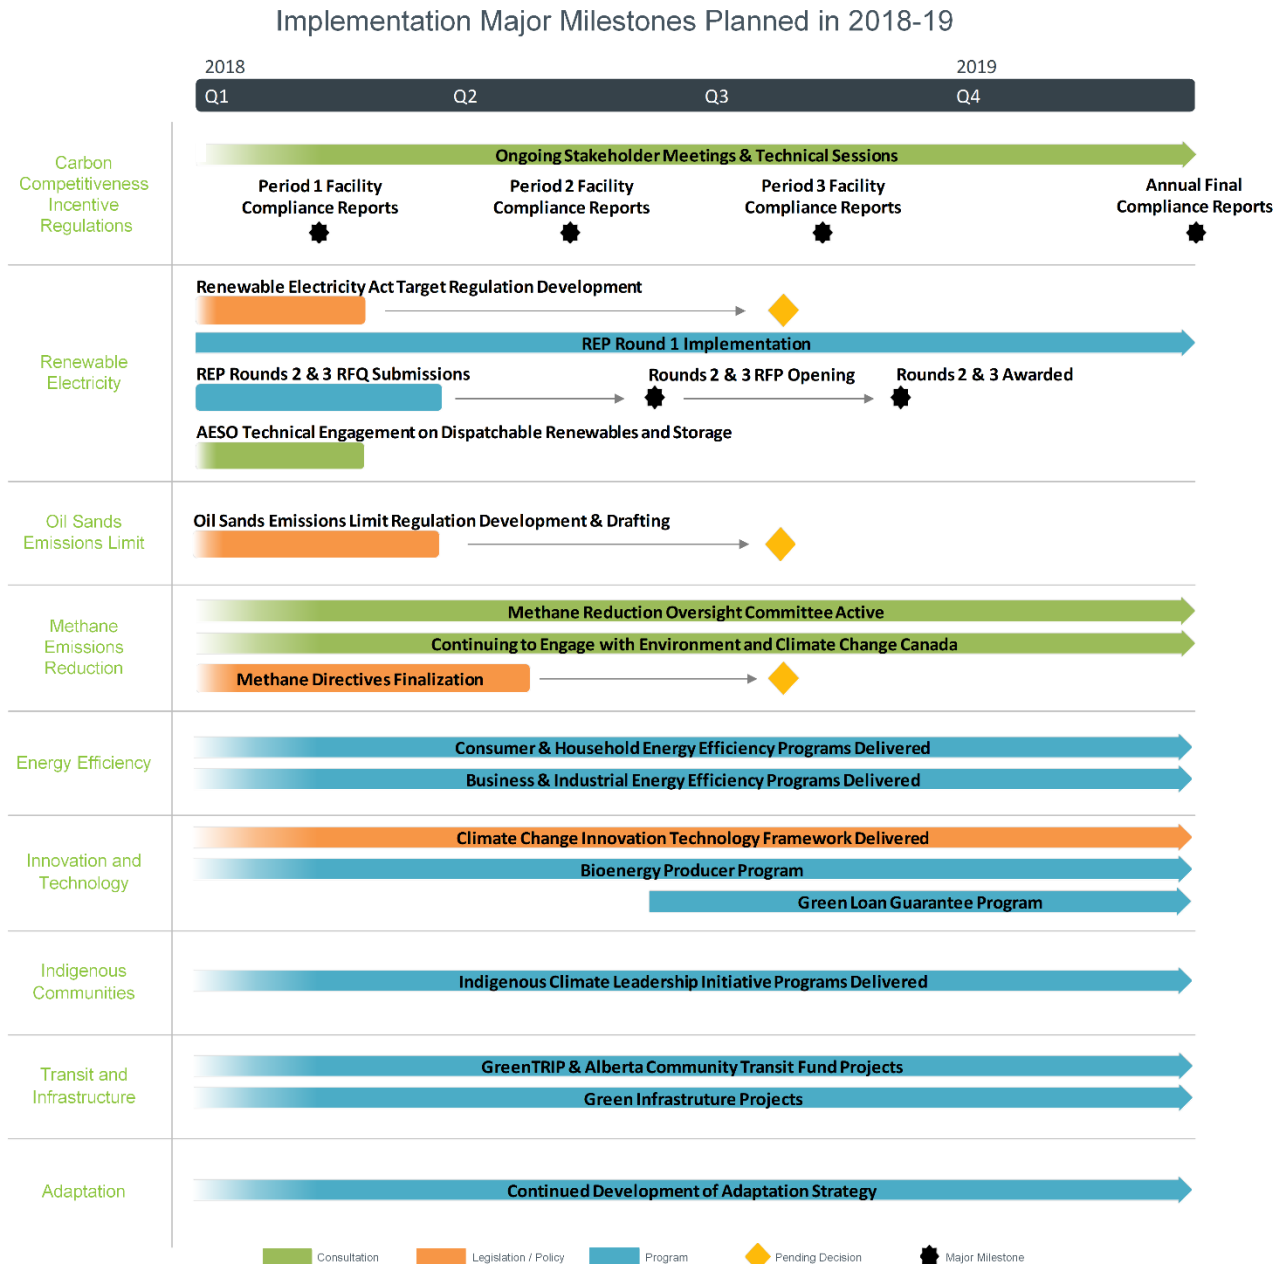 Implementation Major Milestones Planned in 2018-19
2018
2019
Q1
Q2
Q3
Q4
Carbon
Competitiveness
Incentive
Regulations
Ongoing Stakeholder Meetings & Technical Sessions
Period 1 Facility
Compliance Reports
Period 2 Facility
Compliance Reports
Period 3 Facility
Compliance Reports
Annual Final
Compliance Reports
Renewable
Electricity
Renewable Electricity Act Target Regulation Development
REP Round 1 Implementation
REP Rounds 2 & 3 RFQ Submissions
Rounds 2 & 3 RFP Opening
Rounds 2 & 3 Awarded
AESO Technical Engagement on Dispatchable Renewables and Storage
Oil Sands
Emissions Limit
Oil Sands Emissions Limit Regulation Development & Drafting
Methane
Emissions
Reduction
Methane Reduction Oversight Committee Active
Continuing to Engage with Environment and Climate Change Canada
Methane Directives Finalization
Energy Efficiency
Consumer & Household Energy Efficiency Programs Delivered
Business & Industrial Energy Efficiency Programs Delivered
Innovation and
Technology
Climate Change Innovation Technology Framework Delivered
Bioenergy Producer Program
Green Loan Guarantee Program
Indigenous
Communities
Indigenous Climate Leadership Initiative Programs Delivered
Transit and
Infrastructure
GreenTRIP & Alberta Community Transit Fund Projects
Green Infrastruture Projects
Adaptation
Continued Development of Adaptation Strategy
Consultation
Legislation / Policy
Program
Pending Decision
Major Milestone